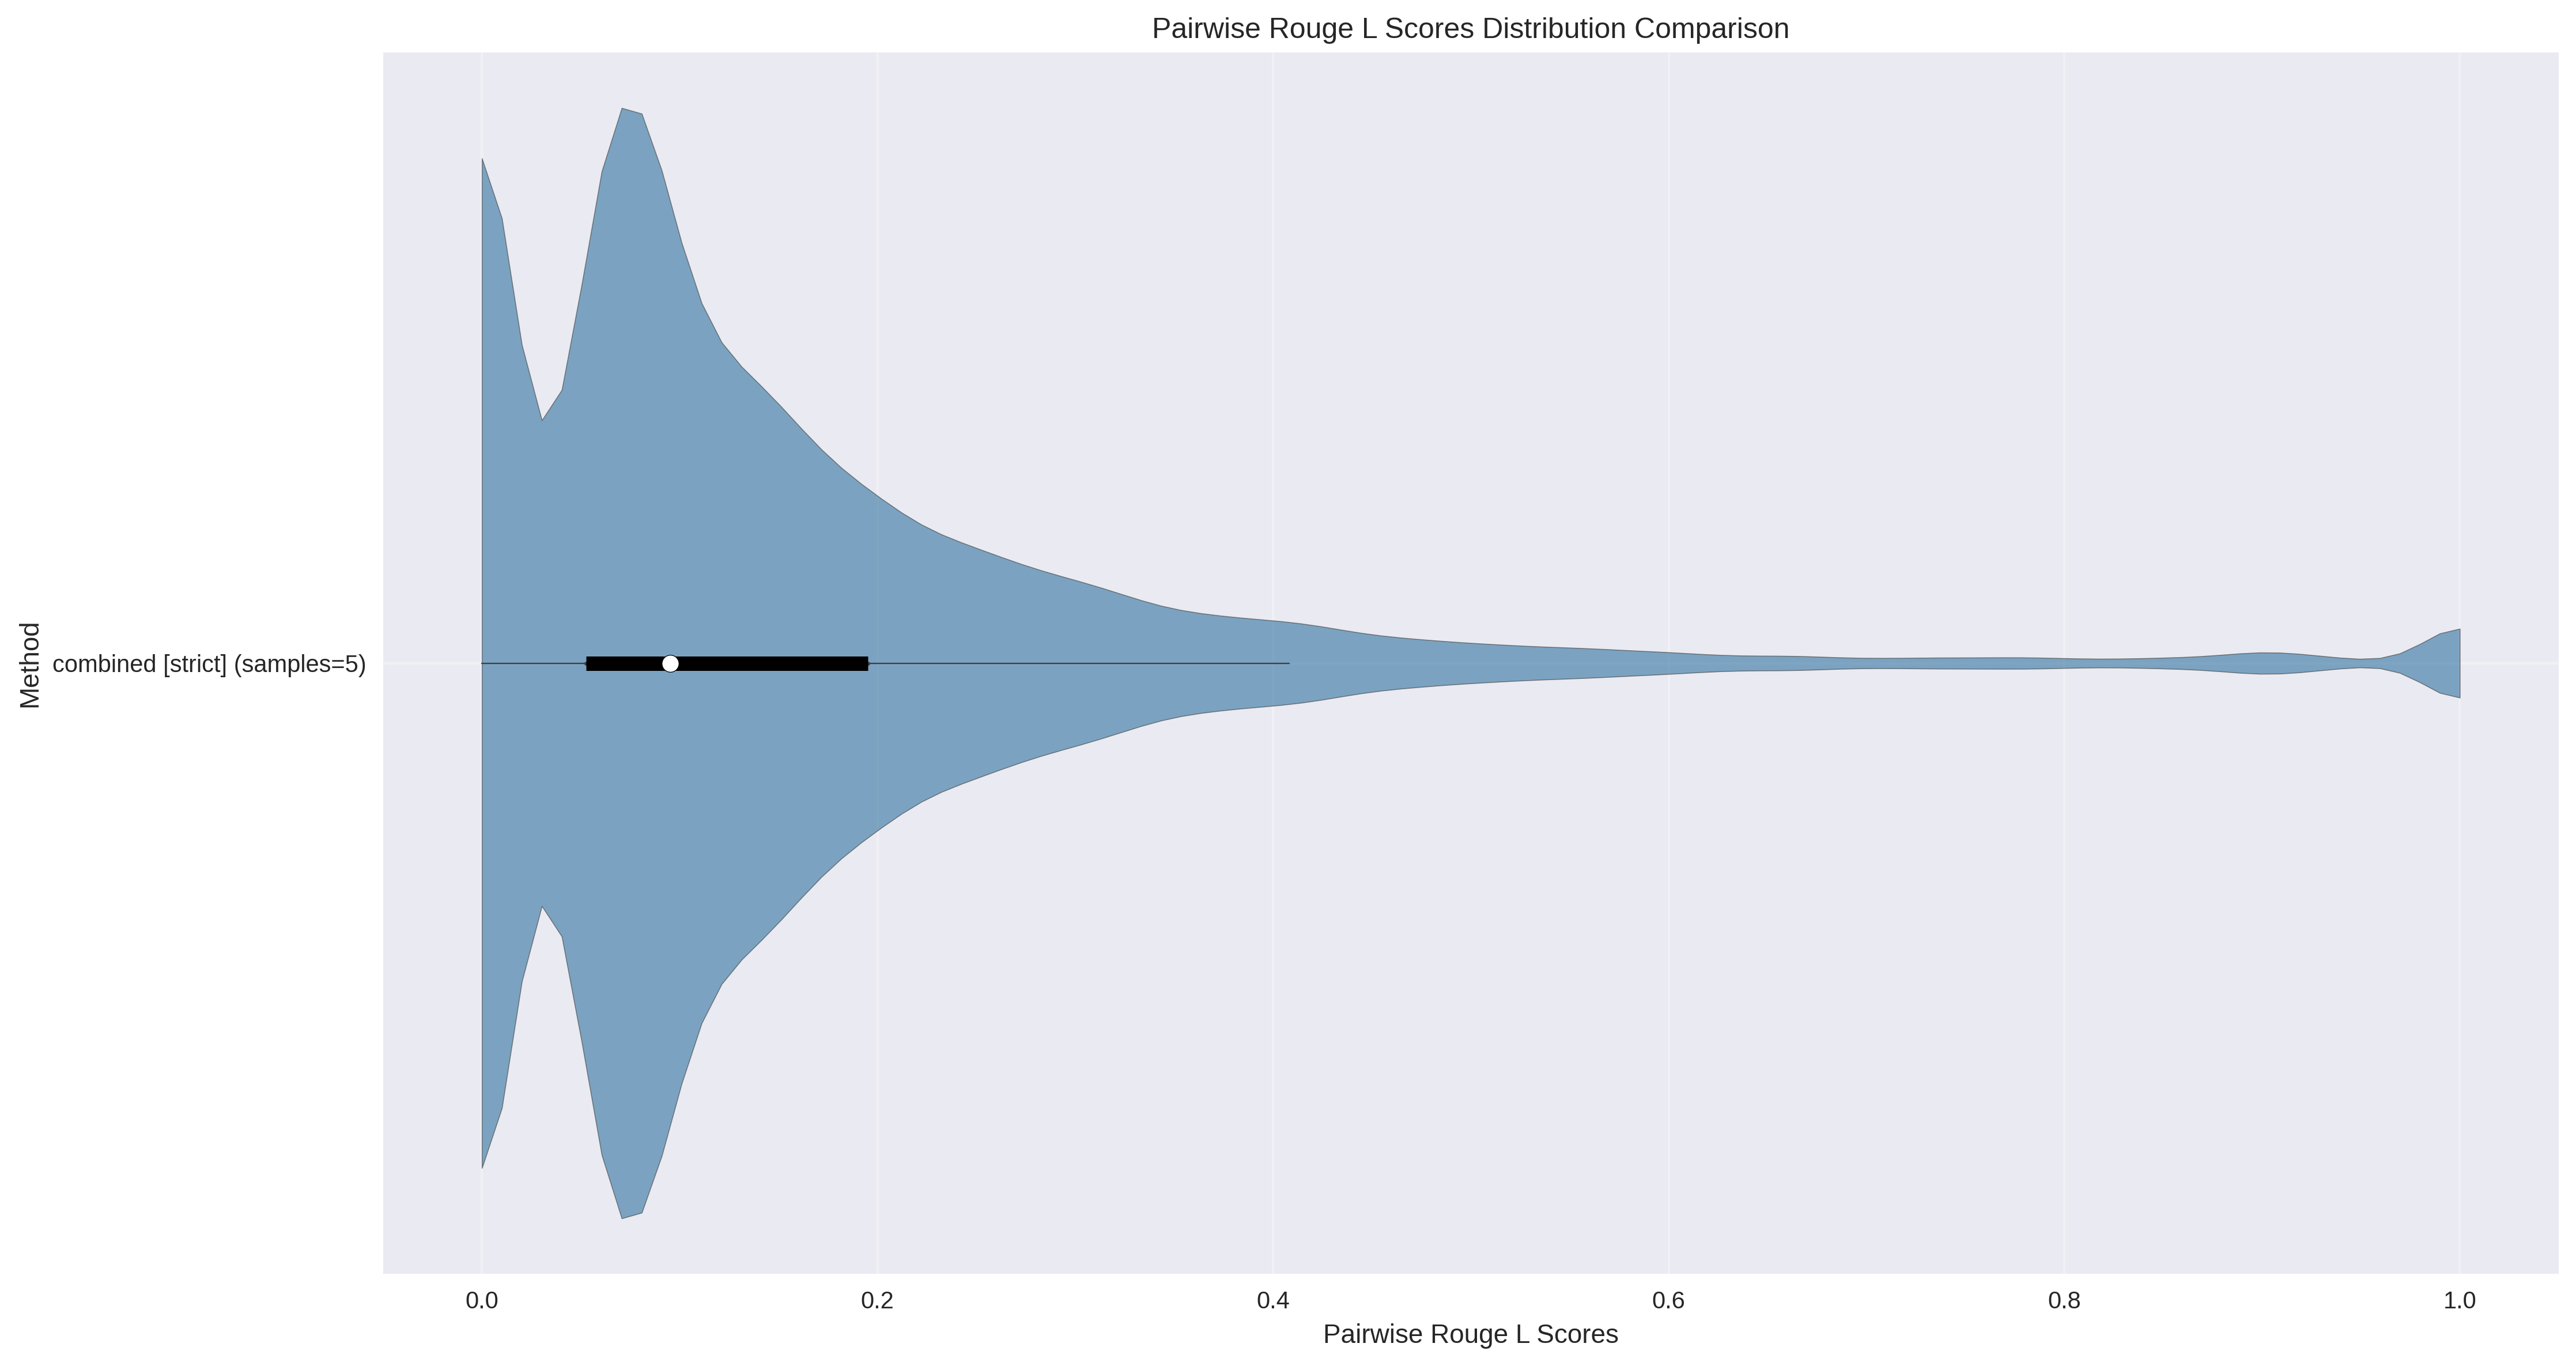 Pairwise Rouge L Scores Distribution Comparison
Method
combined [strict] (samples=5)
0.0 0.2 0.4 0.6 0.8 1.0
Pairwise Rouge L Scores